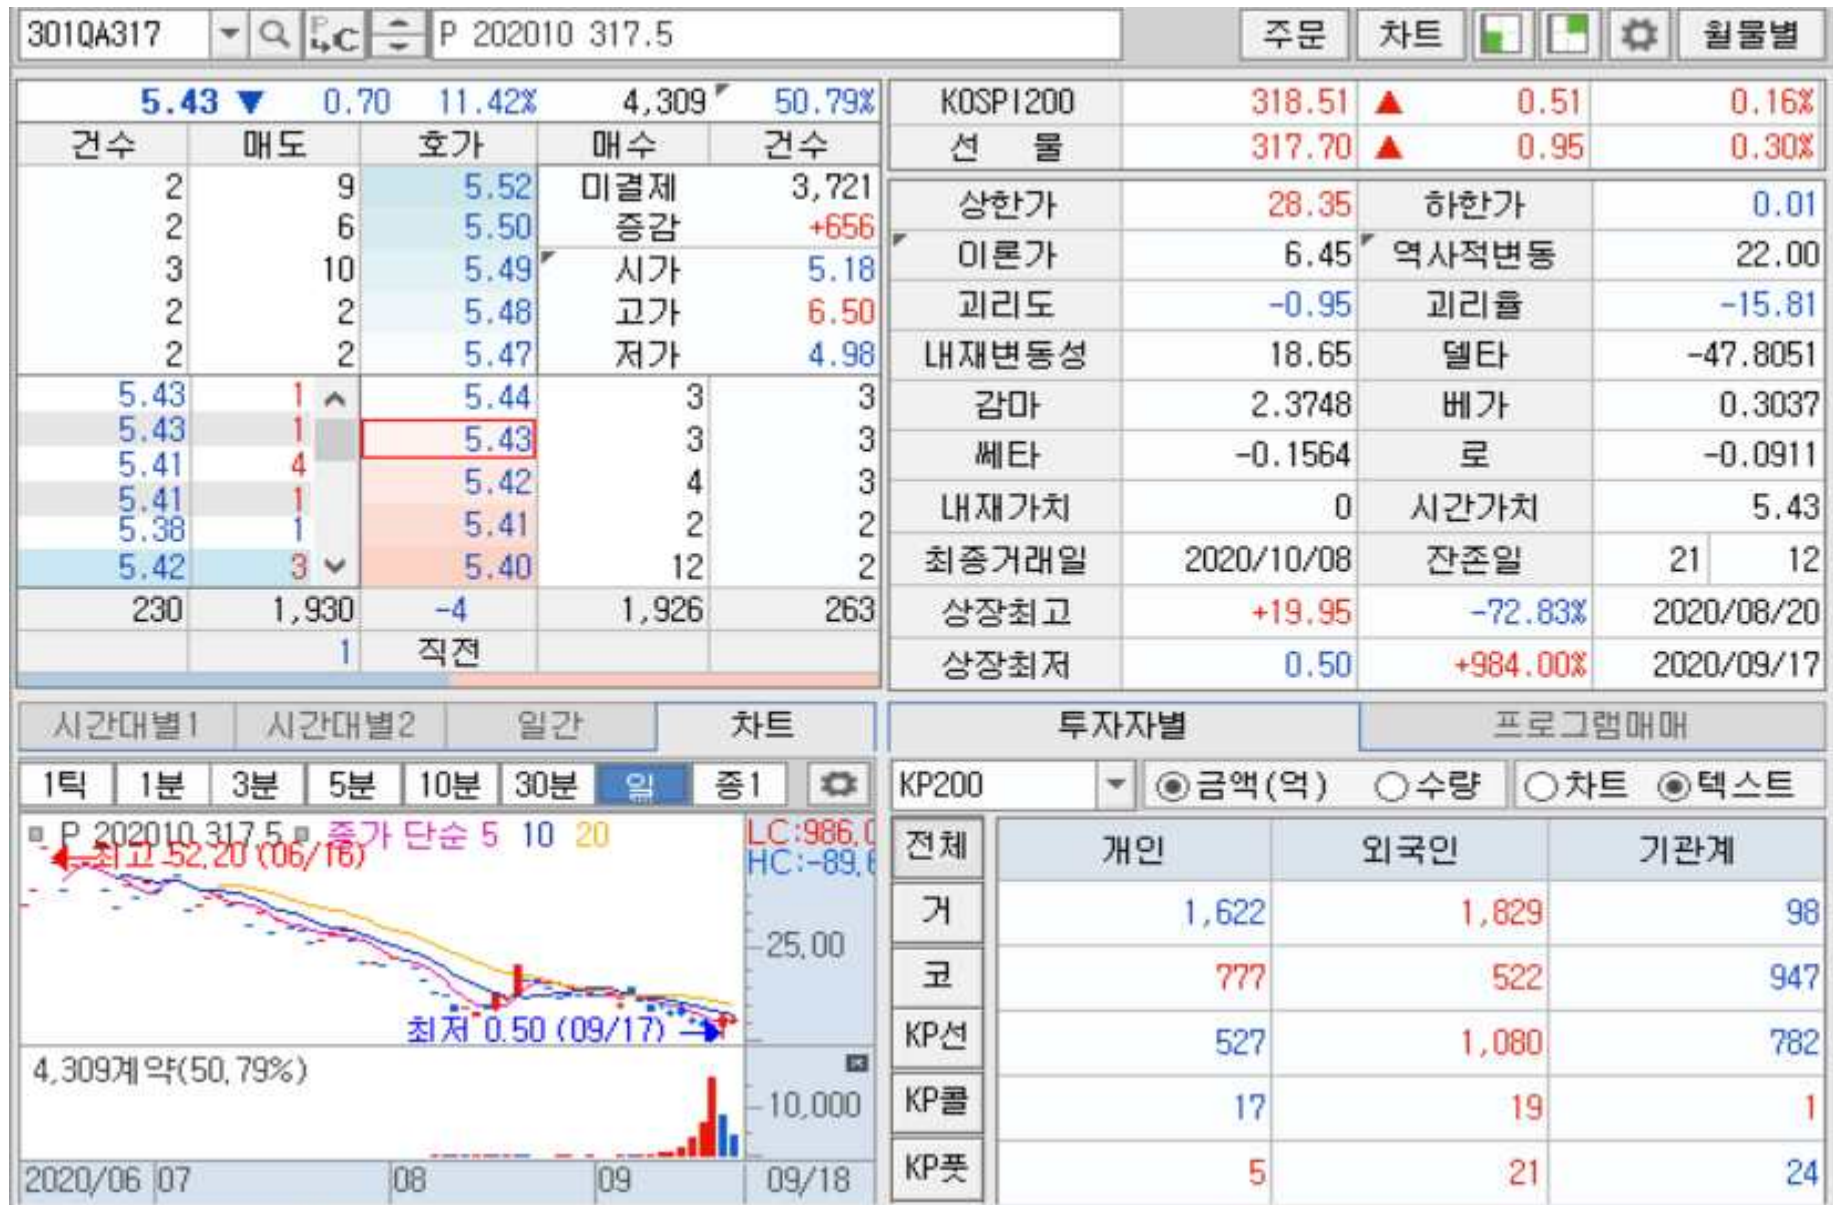 301QA317 P 202010 317.5 주문 차트 월물별
5.43 ▼ 0.70 11.42% 4,309 50.79%
건수 매도 호가 매수 건수
2 9 5.52 미결제 3,721
2 6 5.50 증감 +656
3 10 5.49 시가 5.18
2 2 5.48 고가 6.50
2 2 5.47 저가 4.98
5.43 1 5.44 3 3
5.43 1 5.43 3 3
5.41 4 5.42 4 3
5.41 1 5.41 2 2
5.38 1
5.42 3 5.40 12 2
230 1,930 -4 1,926 263
1 직전
KOSPI200 318.51 ▲ 0.51 0.16%
선 물 317.70 ▲ 0.95 0.30%
상한가 28.35 하한가 0.01
이론가 6.45 역사적변동 22.00
괴리도 -0.95 괴리율 -15.81
내재변동성 18.65 델타 -47.8051
감마 2.3748 베가 0.3037
쎄타 -0.1564 로 -0.0911
내재가치 0 시간가치 5.43
최종거래일 2020/10/08 잔존일 21 12
상장최고 +19.95 -72.83% 2020/08/20
상장최저 0.50 +984.00% 2020/09/17
시간대별1 시간대별2 일간 차트
1틱 1분 3분 5분 10분 30분 일 종1
P 202010 317.5 종가 단순 5 10 20 LC:986,
최고 52,20 (06/16) HC:-89,
25,00
최저 0.50 (09/17)
4,309계약(50,79%)
10,000
2020/06 07 08 09 09/18
투자자별 프로그램매매
KP200 금액(억) 수량 차트 텍스트
전체 개인 외국인 기관계
거 1,622 1,829 98
코 777 522 947
KP선 527 1,080 782
KP콜 17 19 1
KP풋 5 21 24